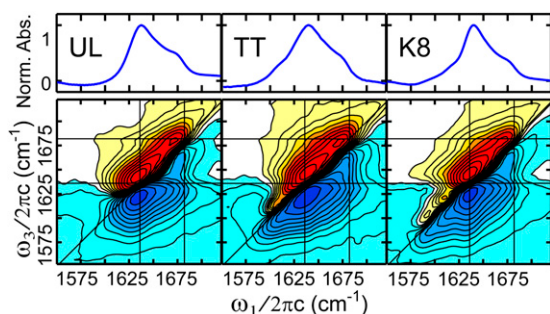 Norm. Abs.
1
0
UL
TT
K8
ω₃/2πc (cm⁻¹)
1675
1625
1575
1575 1625 1675 1575 1625 1675 1575 1625 1675
ω₁/2πc (cm⁻¹)